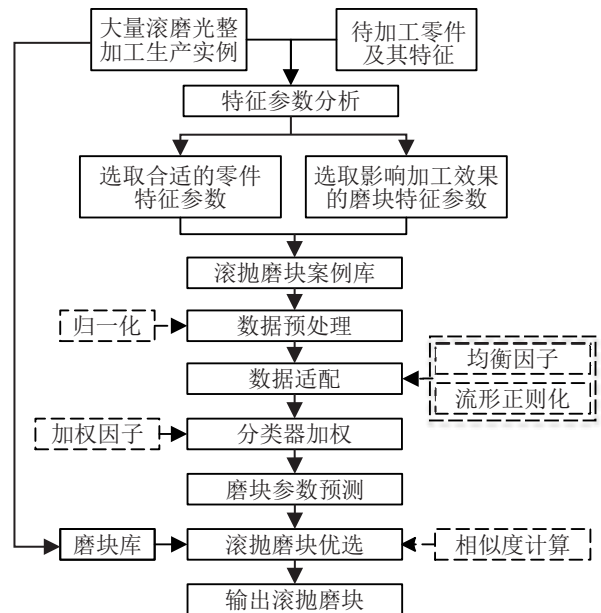 大量滚磨光整
加工生产实例
待加工零件
及其特征
特征参数分析
选取合适的零件
特征参数
选取影响加工效果
的磨块特征参数
滚抛磨块案例库
归一化
数据预处理
均衡因子
数据适配
流形正则化
加权因子
分类器加权
磨块参数预测
磨块库
滚抛磨块优选
相似度计算
输出滚抛磨块